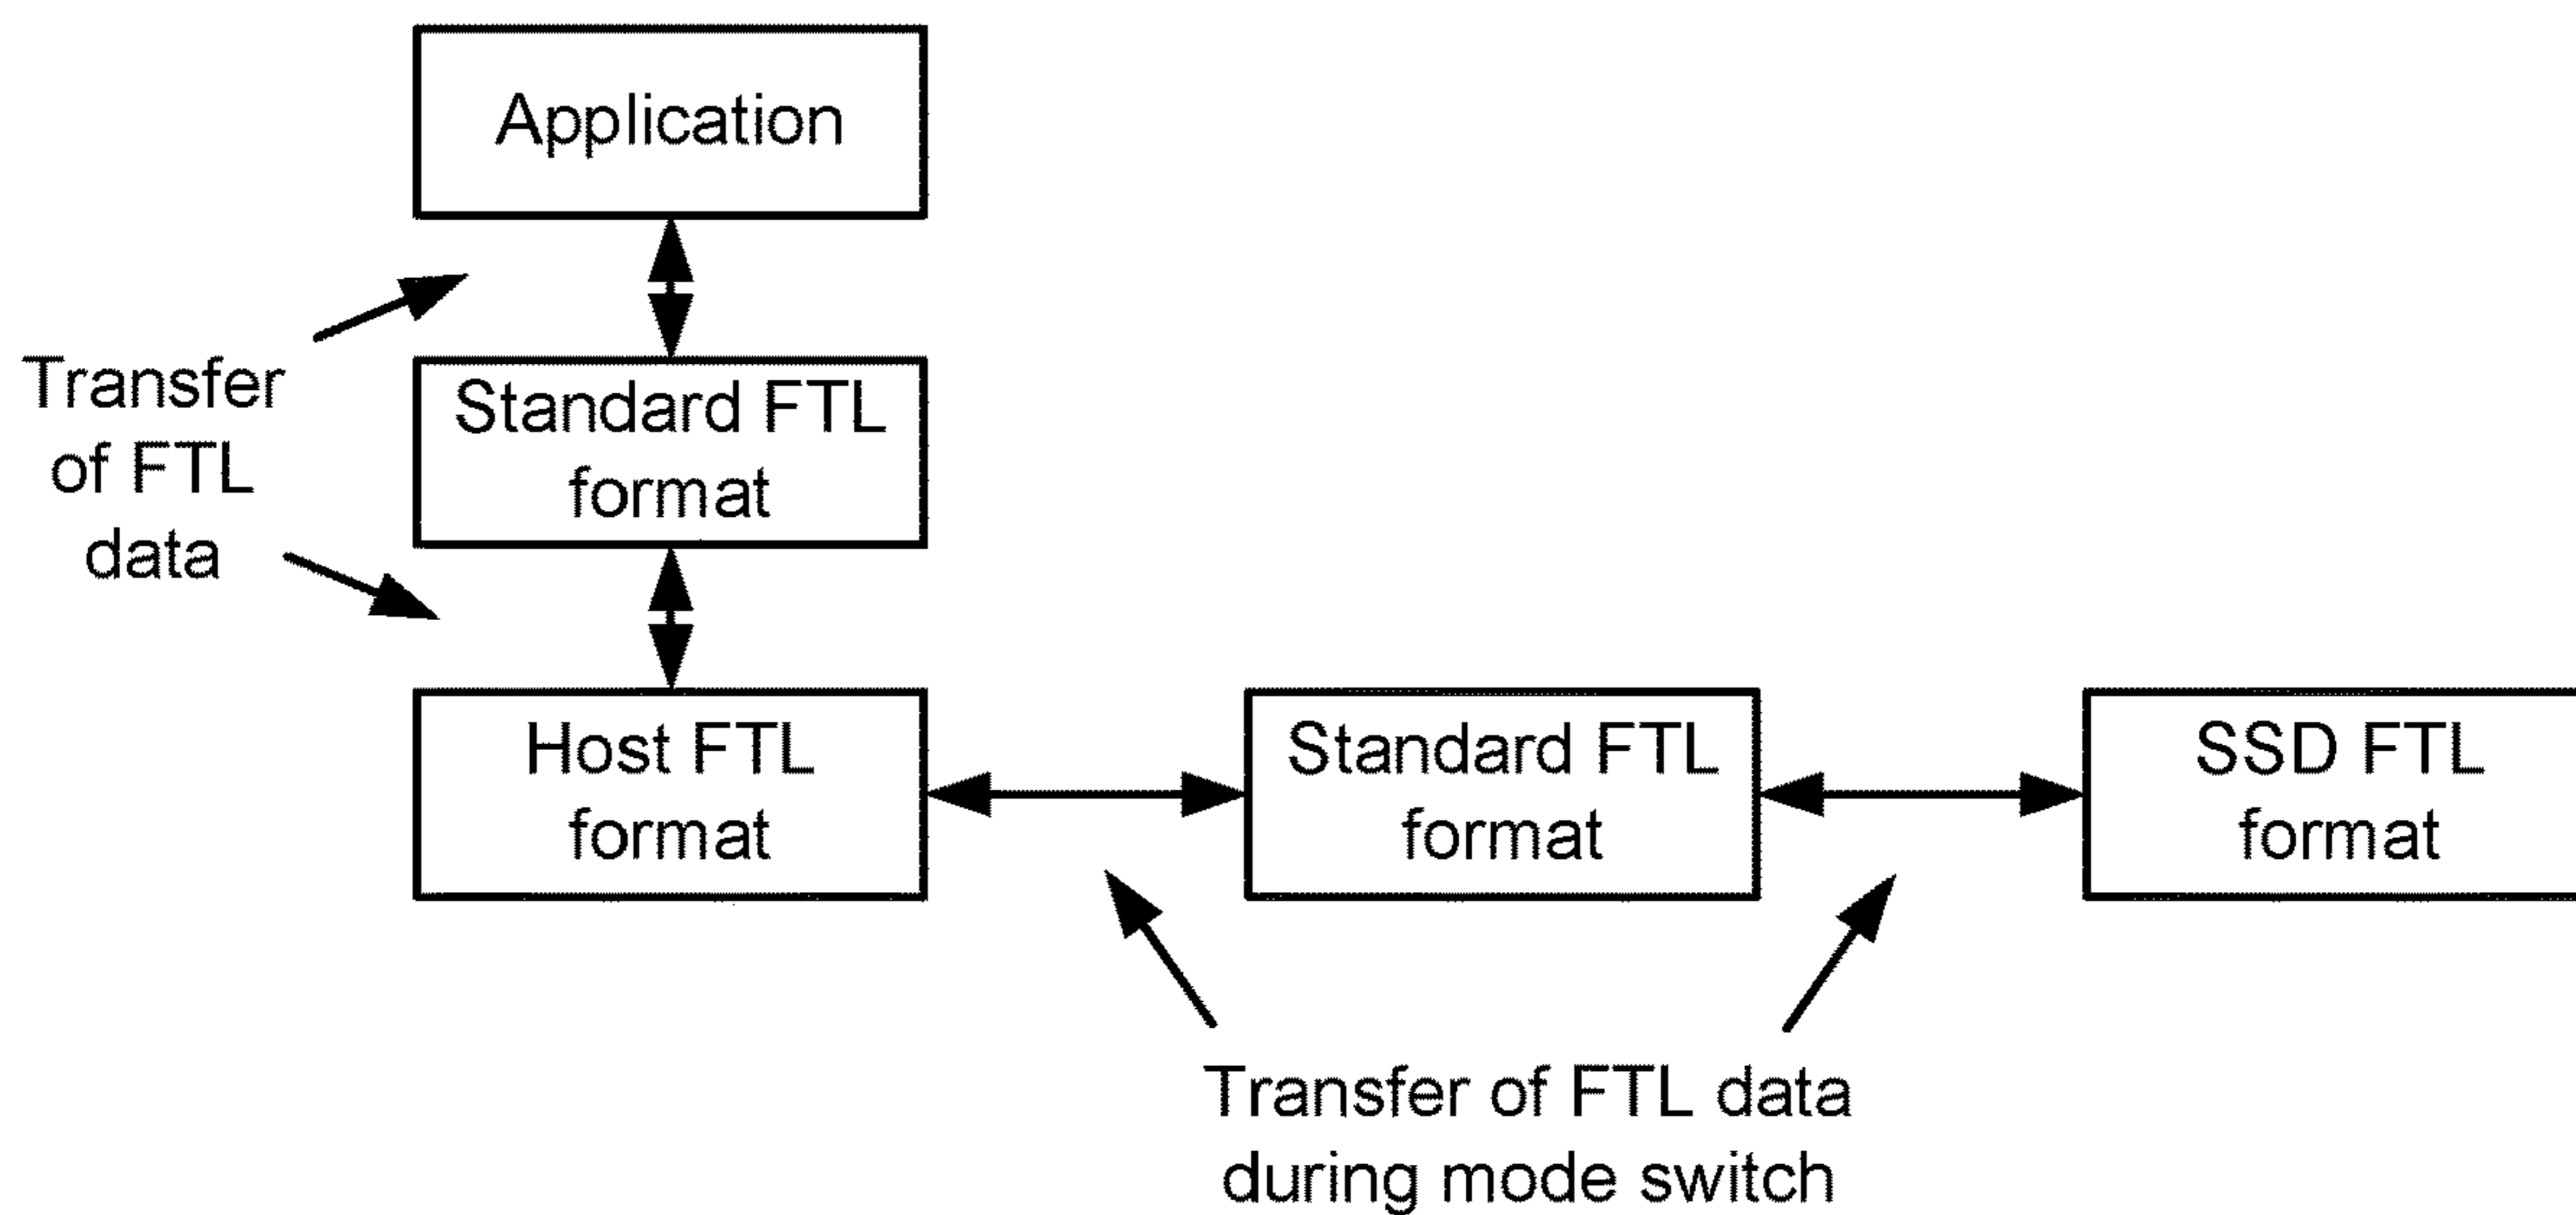 Application
Transfer
of FTL
data
Standard FTL
format
Host FTL
format
Standard FTL
format
SSD FTL
format
Transfer of FTL data
during mode switch